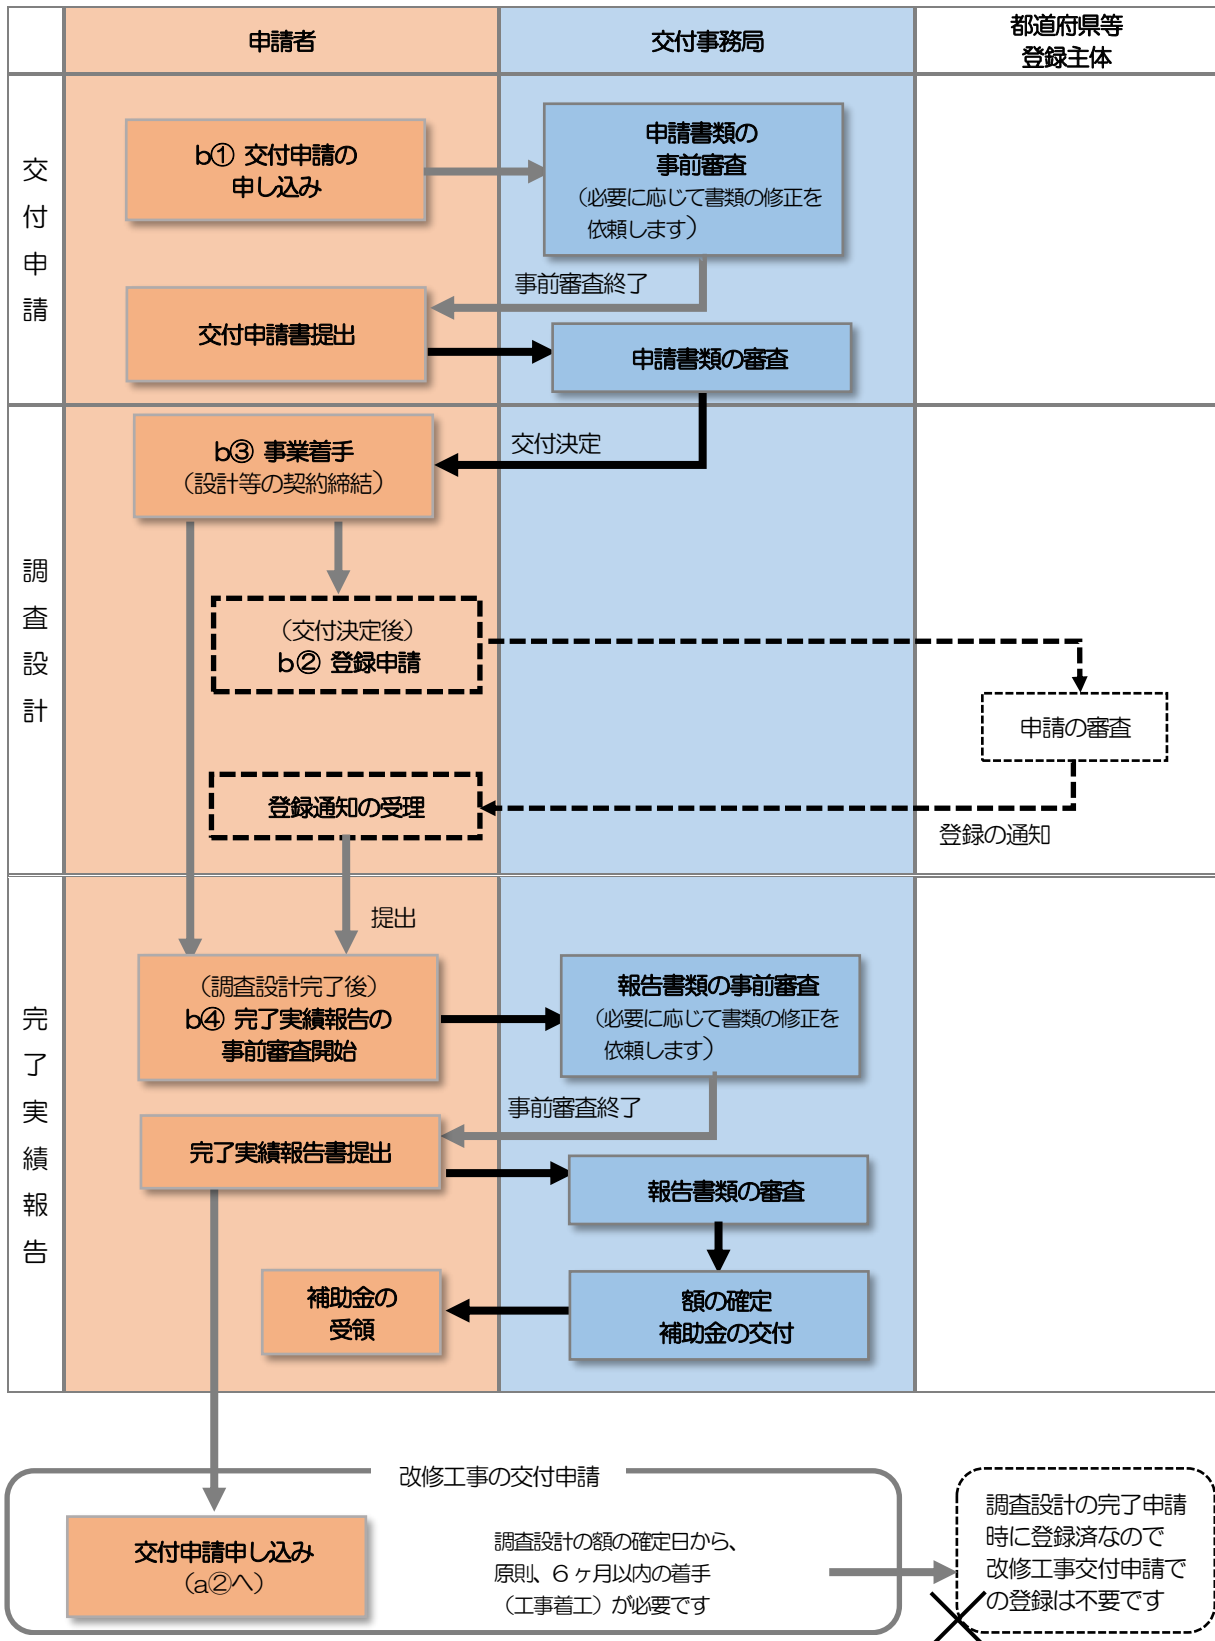 申請者
交付事務局
都道府県等
登録主体
交付申請
b① 交付申請の
申し込み
申請書類の
事前審査
（必要に応じて書類の修正を
依頼します）
事前審査終了
交付申請書提出
申請書類の審査
調査設計
b③ 事業着手
（設計等の契約締結）
交付決定
（交付決定後）
b② 登録申請
申請の審査
登録通知の受理
登録の通知
提出
完了実績報告
（調査設計完了後）
b④ 完了実績報告の
事前審査開始
報告書類の事前審査
（必要に応じて書類の修正を
依頼します）
事前審査終了
完了実績報告書提出
報告書類の審査
補助金の
受領
額の確定
補助金の交付
改修工事の交付申請
交付申請申し込み
（a②へ）
調査設計の額の確定日から、
原則、６ヶ月以内の着手
（工事着工）が必要です
調査設計の完了申請
時に登録済なので
改修工事交付申請で
の登録は不要です